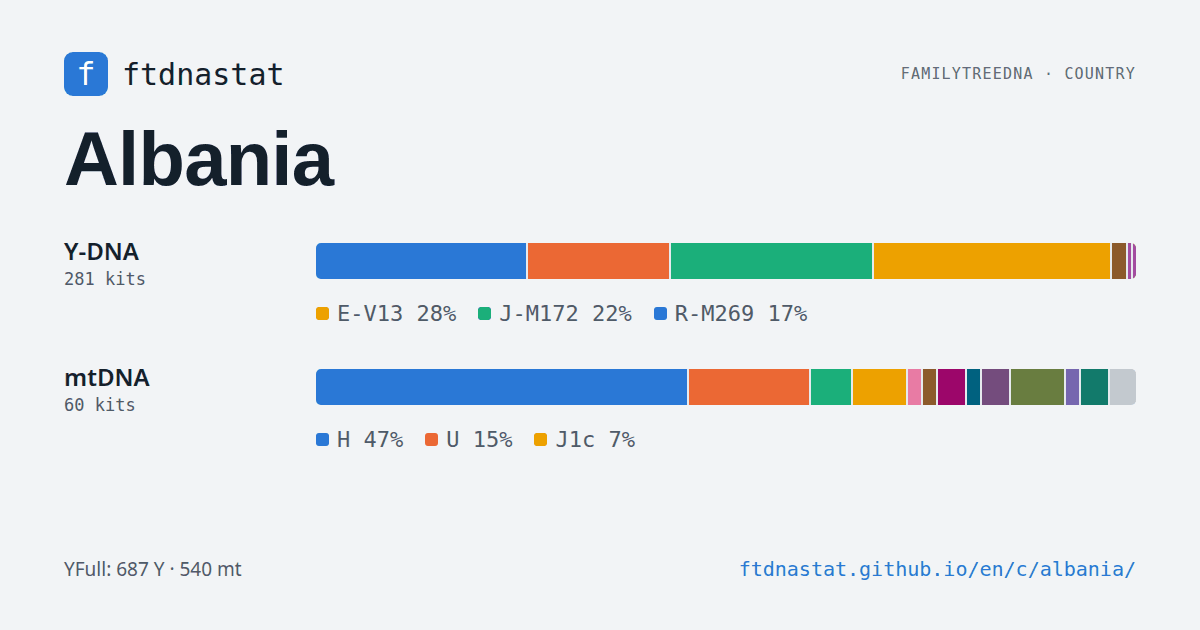 f ftdnastat
FAMILYTREEDNA · COUNTRY
Albania
Y-DNA
281 kits
E-V13 28% J-M172 22% R-M269 17%
mtDNA
60 kits
H 47% U 15% J1c 7%
YFull: 687 Y · 540 mt
ftdnastat.github.io/en/c/albania/